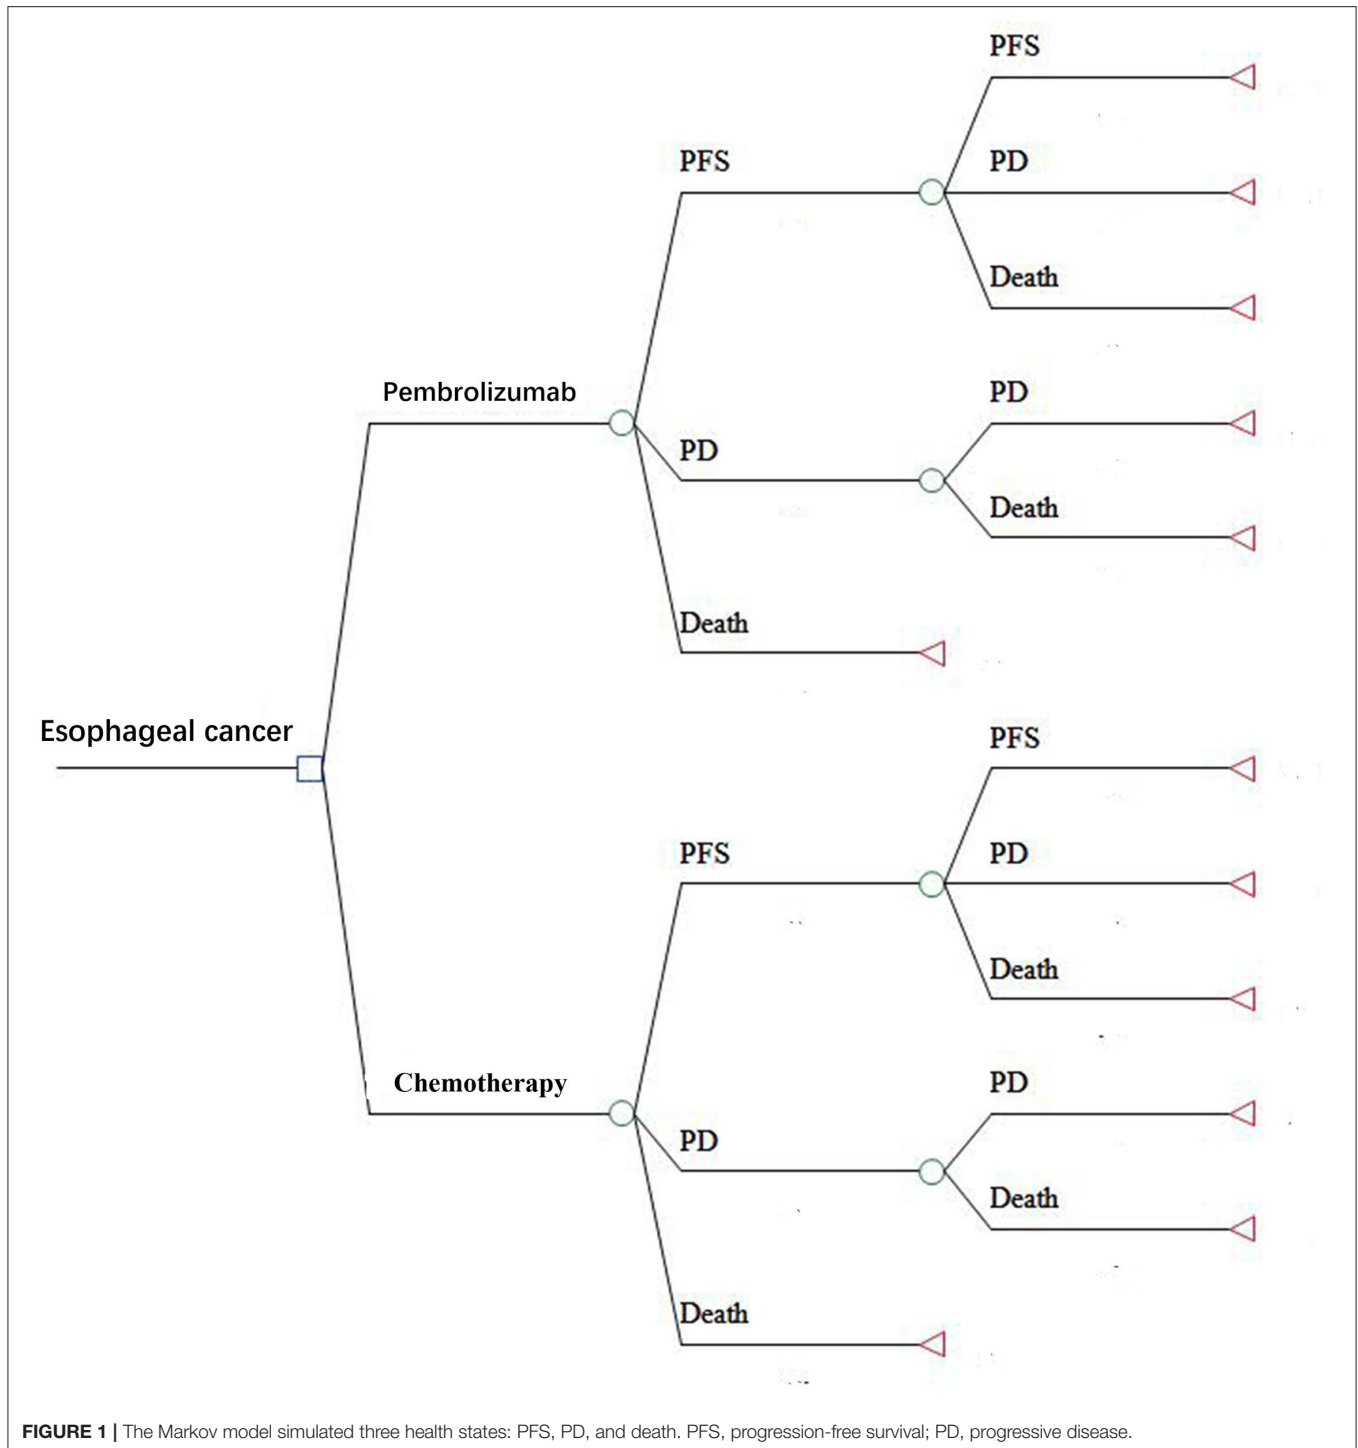 PFS
PFS
PD
Death
Pembrolizumab
PD
PD
Death
Death
Esophageal cancer
PFS
PFS
PD
Death
Chemotherapy
PD
PD
Death
Death
FIGURE 1 | The Markov model simulated three health states: PFS, PD, and death. PFS, progression-free survival; PD, progressive disease.